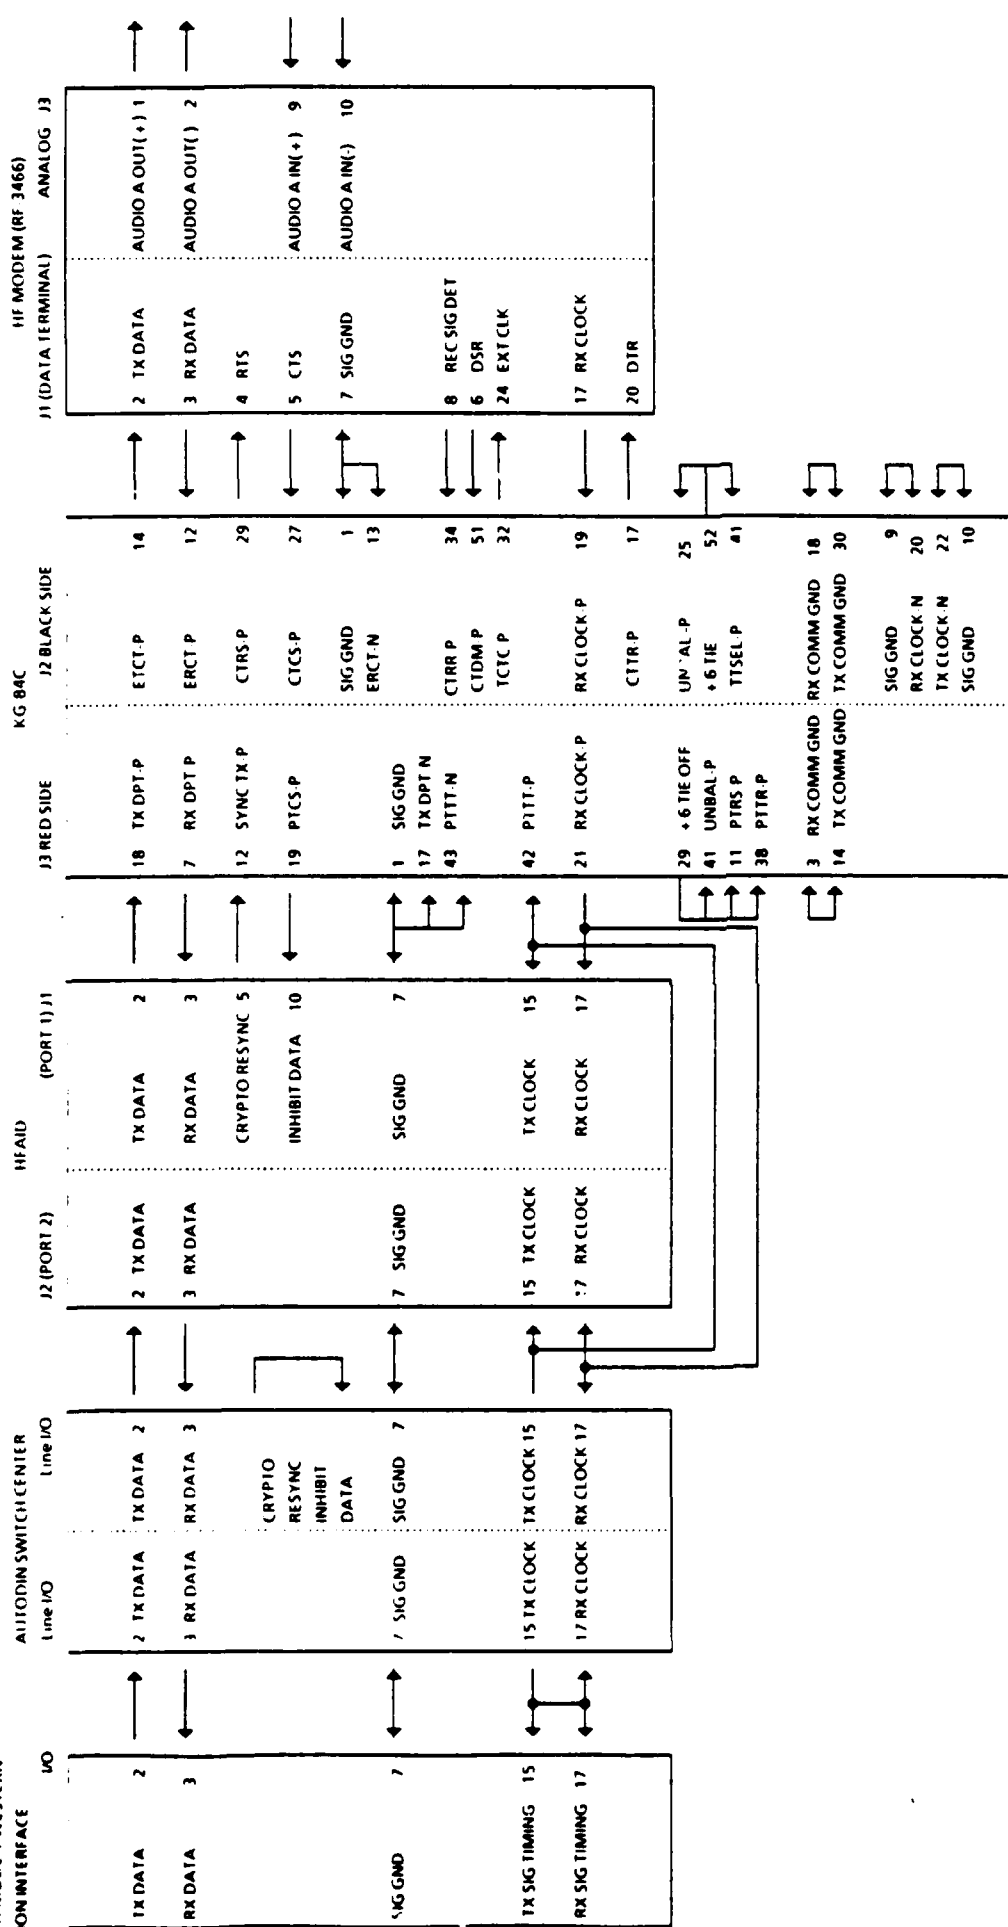 ON INTERFACE
I/O
TX DATA 2
RX DATA 3
SIG GND 7
TX SIG TIMING 15
RX SIG TIMING 17
AUTODIN SWITCH CENTER
Line I/O
Line I/O
2 TX DATA
3 RX DATA
7 SIG GND
15 TX CLOCK
17 RX CLOCK
TX DATA 2
RX DATA 3
CRYPTO
RESYNC
INHIBIT
DATA
SIG GND 7
TX CLOCK 15
RX CLOCK 17
HFAID
J2 (PORT 2)
(PORT 1) J1
2 TX DATA
3 RX DATA
7 SIG GND
15 TX CLOCK
17 RX CLOCK
TX DATA 2
RX DATA 3
CRYPTO RESYNC 5
INHIBIT DATA 10
SIG GND 7
TX CLOCK 15
RX CLOCK 17
KG 84C
J3 RED SIDE
J2 BLACK SIDE
18 TX DPT-P
7 RX DPT P
12 SYNC TX-P
19 PTCS-P
1 SIG GND
17 TX DPT N
43 PTTT-N
42 PTTT-P
21 RX CLOCK-P
29 +6 TIE OFF
41 UNBAL-P
11 PTRS P
38 PTTR-P
3 RX COMM GND
14 TX COMM GND
ETCT-P 14
ERCT P 12
CTRS-P 29
CTCS-P 27
SIG GND 1
ERCT-N 13
CTRR P 34
CTDM P 51
TCTC P 32
RX CLOCK-P 19
CTTR-P 17
25
+6 TIE 52
TTSEL-P 41
RX COMM GND 18
TX COMM GND 30
SIG GND 9
RX CLOCK-N 20
TX CLOCK-N 22
SIG GND 10
HF MODEM (RF 3466)
J1 (DATA TERMINAL)
ANALOG J3
2 TX DATA
3 RX DATA
4 RTS
5 CTS
7 SIG GND
8 REC SIG DET
6 DSR
24 EXT CLK
17 RX CLOCK
20 DTR
AUDIO A OUT(+) 1
AUDIO A OUT( ) 2
AUDIO A IN(+) 9
AUDIO A IN(-) 10